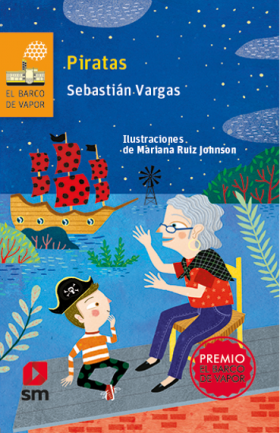 EL BARCO
DE VAPOR
Piratas
Sebastián Vargas
Ilustraciones
de Mariana Ruiz Johnson
PREMIO
EL BARCO
DE VAPOR
sm